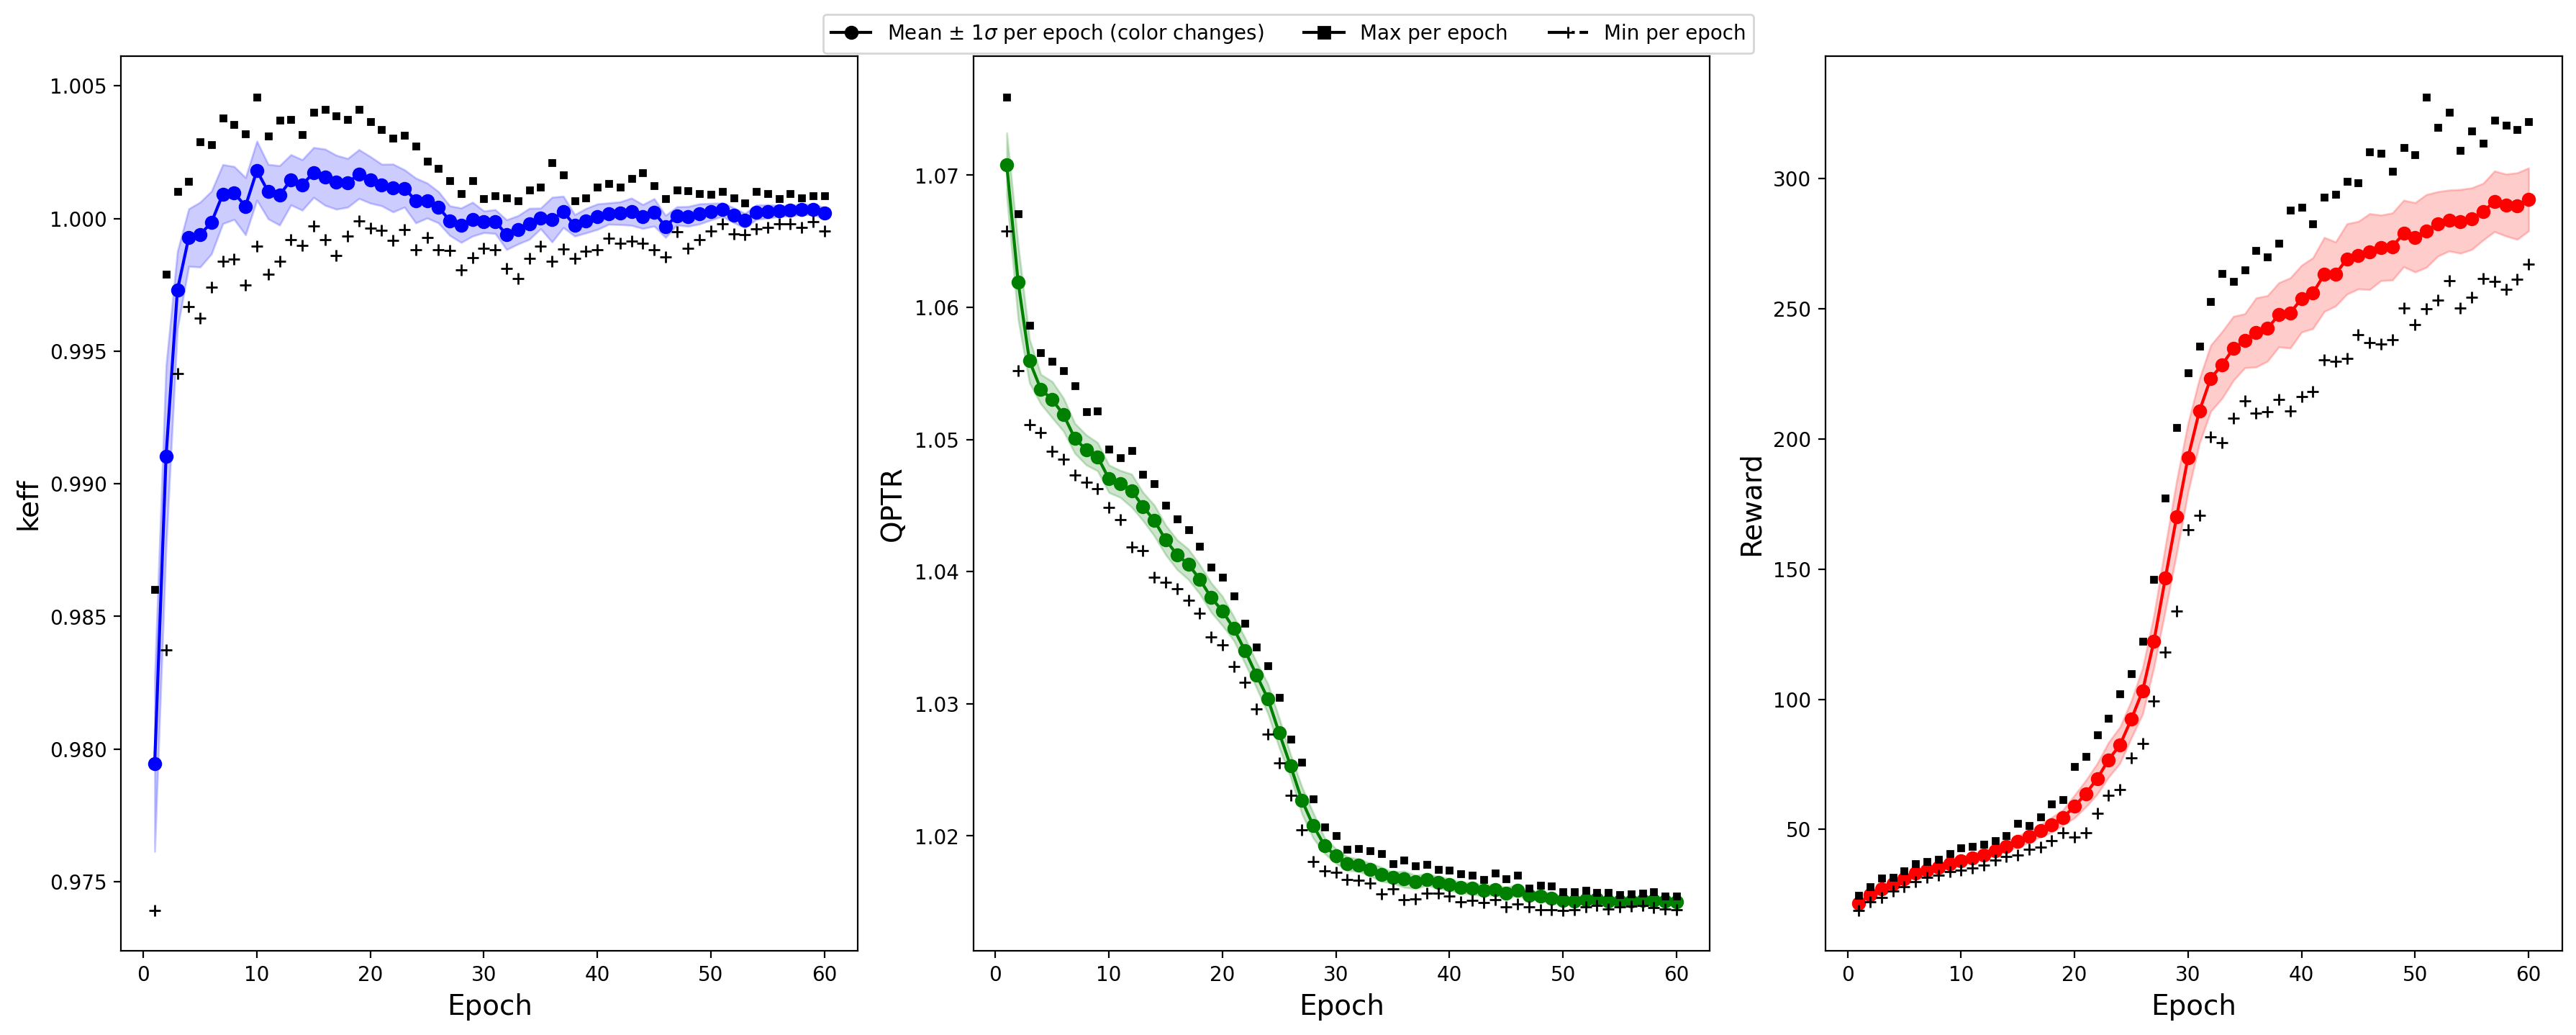 Mean ± 1σ per epoch (color changes) Max per epoch Min per epoch
keff
1.005
1.000
0.995
0.990
0.985
0.980
0.975
0 10 20 30 40 50 60
Epoch
QPTR
1.07
1.06
1.05
1.04
1.03
1.02
0 10 20 30 40 50 60
Epoch
Reward
300
250
200
150
100
50
0 10 20 30 40 50 60
Epoch